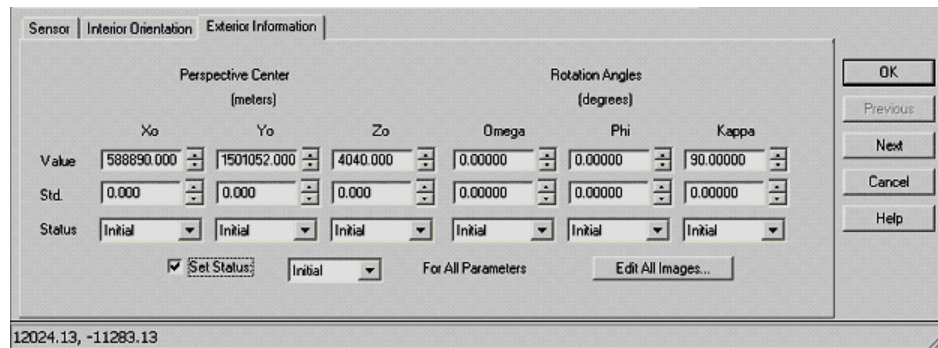 Sensor Interior Orientation Exterior Information
Perspective Center Rotation Angles OK
(meters) (degrees)
Previous
Xo Yo Zo Omega Phi Kappa
Value 588890.000 1501052.000 4040.000 0.00000 0.00000 90.00000 Next
Std. 0.000 0.000 0.000 0.00000 0.00000 0.00000 Cancel
Status Initial Initial Initial Initial Initial Initial Help
Set Status: Initial For All Parameters Edit All Images...
12024.13, -11283.13